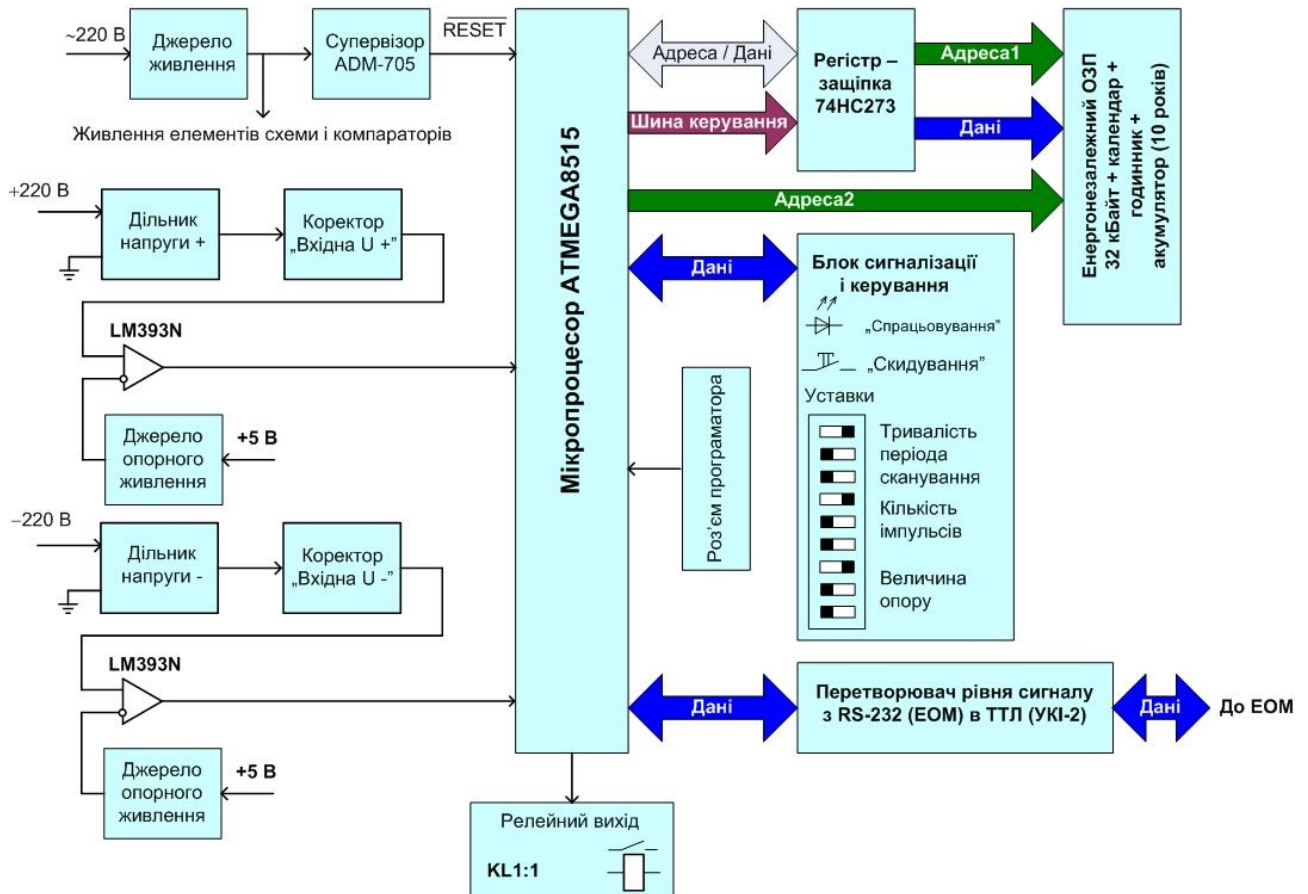 ~220 В
Джерело
живлення
Супервізор
ADM-705
RESET
Живлення елементів схеми і компараторів
+220 В
Дільник
напруги +
Коректор
„Вхідна U +”
LM393N
Джерело
опорного
живлення
+5 В
–220 В
Дільник
напруги -
Коректор
„Вхідна U -”
LM393N
Джерело
опорного
живлення
+5 В
Мікропроцесор ATMEGA8515
Релейний вихід
KL1:1
Адреса / Дані
Шина керування
Регістр –
защіпка
74HC273
Адреса1
Дані
Адреса2
Енергонезалежний ОЗП
32 кБайт + календар +
годинник +
акумулятор (10 років)
Дані
Блок сигналізації
і керування
„Спрацьовування”
„Скидування”
Уставки
Тривалість
періода
сканування
Кількість
імпульсів
Величина
опору
Роз’єм програматора
Дані
Перетворювач рівня сигналу
з RS-232 (ЕОМ) в ТТЛ (УКІ-2)
Дані
До ЕОМ